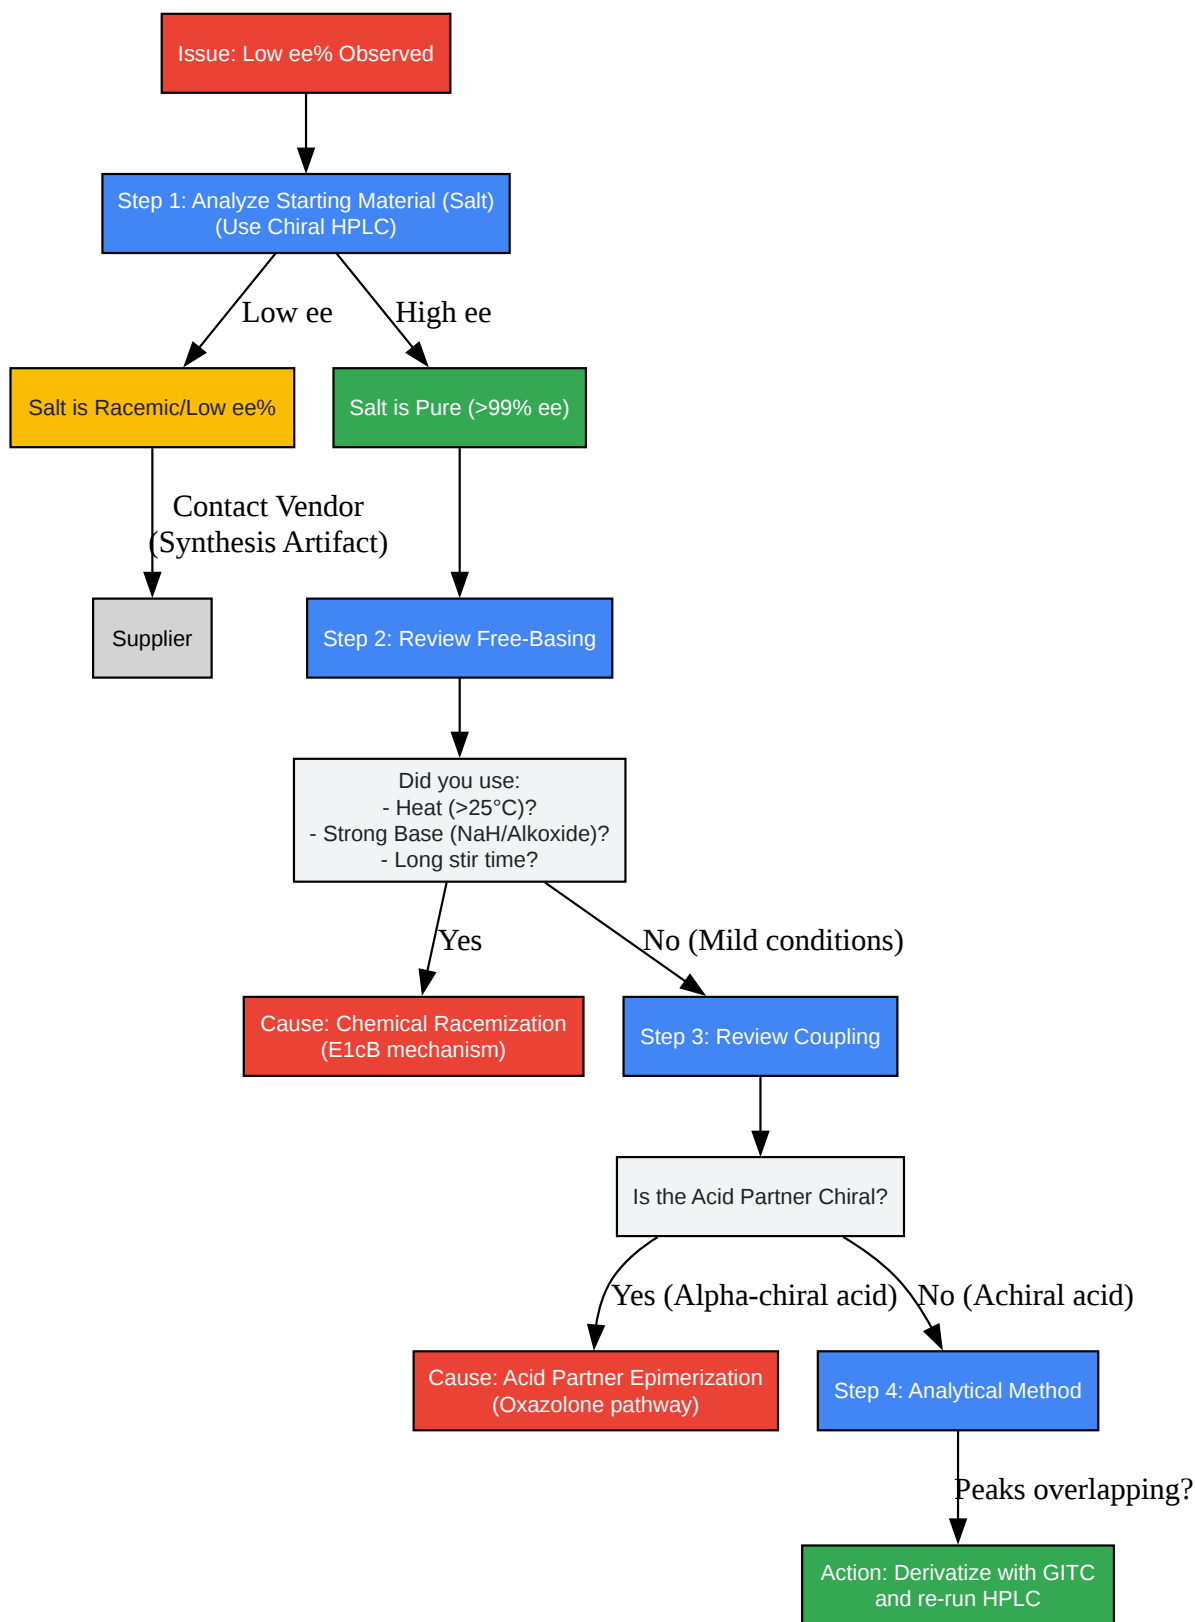 Issue: Low ee% Observed
Step 1: Analyze Starting Material (Salt)
(Use Chiral HPLC)
Low ee
High ee
Salt is Racemic/Low ee%
Salt is Pure (>99% ee)
Contact Vendor
(Synthesis Artifact)
Supplier
Step 2: Review Free-Basing
Did you use:
- Heat (>25°C)?
- Strong Base (NaH/Alkoxide)?
- Long stir time?
Yes
No (Mild conditions)
Cause: Chemical Racemization
(E1cB mechanism)
Step 3: Review Coupling
Is the Acid Partner Chiral?
Yes (Alpha-chiral acid)
No (Achiral acid)
Cause: Acid Partner Epimerization
(Oxazolone pathway)
Step 4: Analytical Method
Peaks overlapping?
Action: Derivatize with GITC
and re-run HPLC